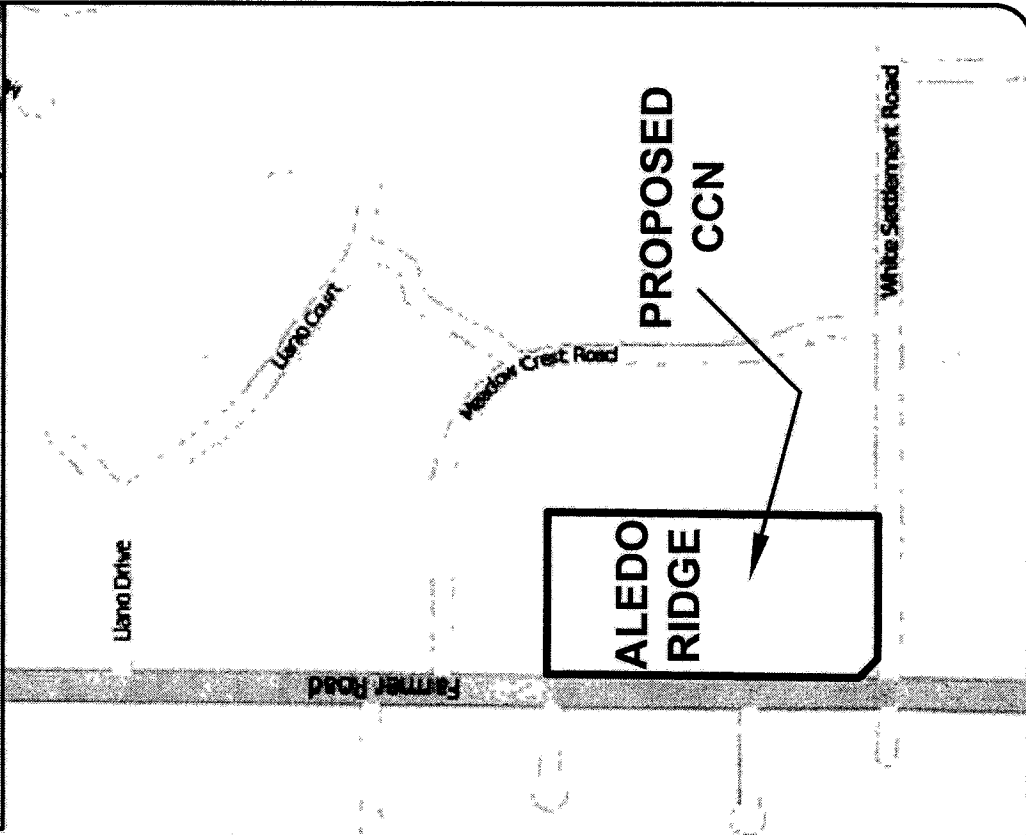 PROPOSED
CCN
ALEDO
RIDGE
White Settlement Road
Meadow Crest Road
Llano Court
Llano Drive
Farmer Road